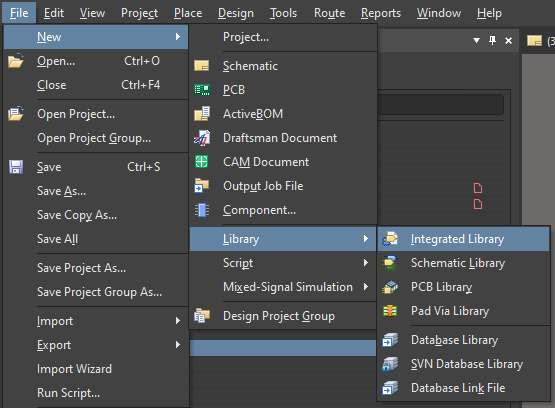 File Edit View Project Place Design Tools Route Reports Window Help
New
Open... Ctrl+O
Close Ctrl+F4
Open Project...
Open Project Group...
Save Ctrl+S
Save As...
Save Copy As...
Save All
Save Project As...
Save Project Group As...
Import
Export
Import Wizard
Run Script...
Project...
Schematic
PCB
ActiveBOM
Draftsman Document
CAM Document
Output Job File
Component...
Library
Script
Mixed-Signal Simulation
Design Project Group
Integrated Library
Schematic Library
PCB Library
Pad Via Library
Database Library
SVN Database Library
Database Link File
(3